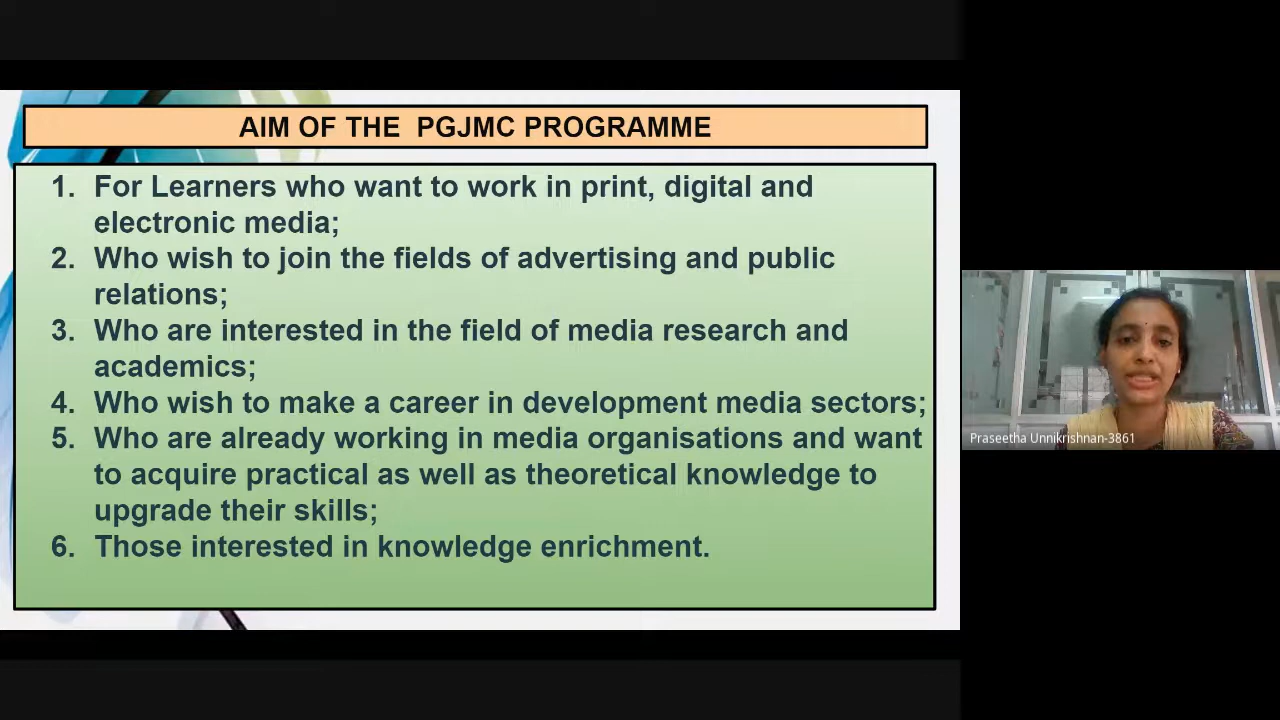 AIM OF THE PGJMC PROGRAMME
1. For Learners who want to work in print, digital and
electronic media;
2. Who wish to join the fields of advertising and public
relations;
3. Who are interested in the field of media research and
academics;
4. Who wish to make a career in development media sectors;
5. Who are already working in media organisations and want
to acquire practical as well as theoretical knowledge to
upgrade their skills;
6. Those interested in knowledge enrichment.
Praseetha Unnikrishnan-3861